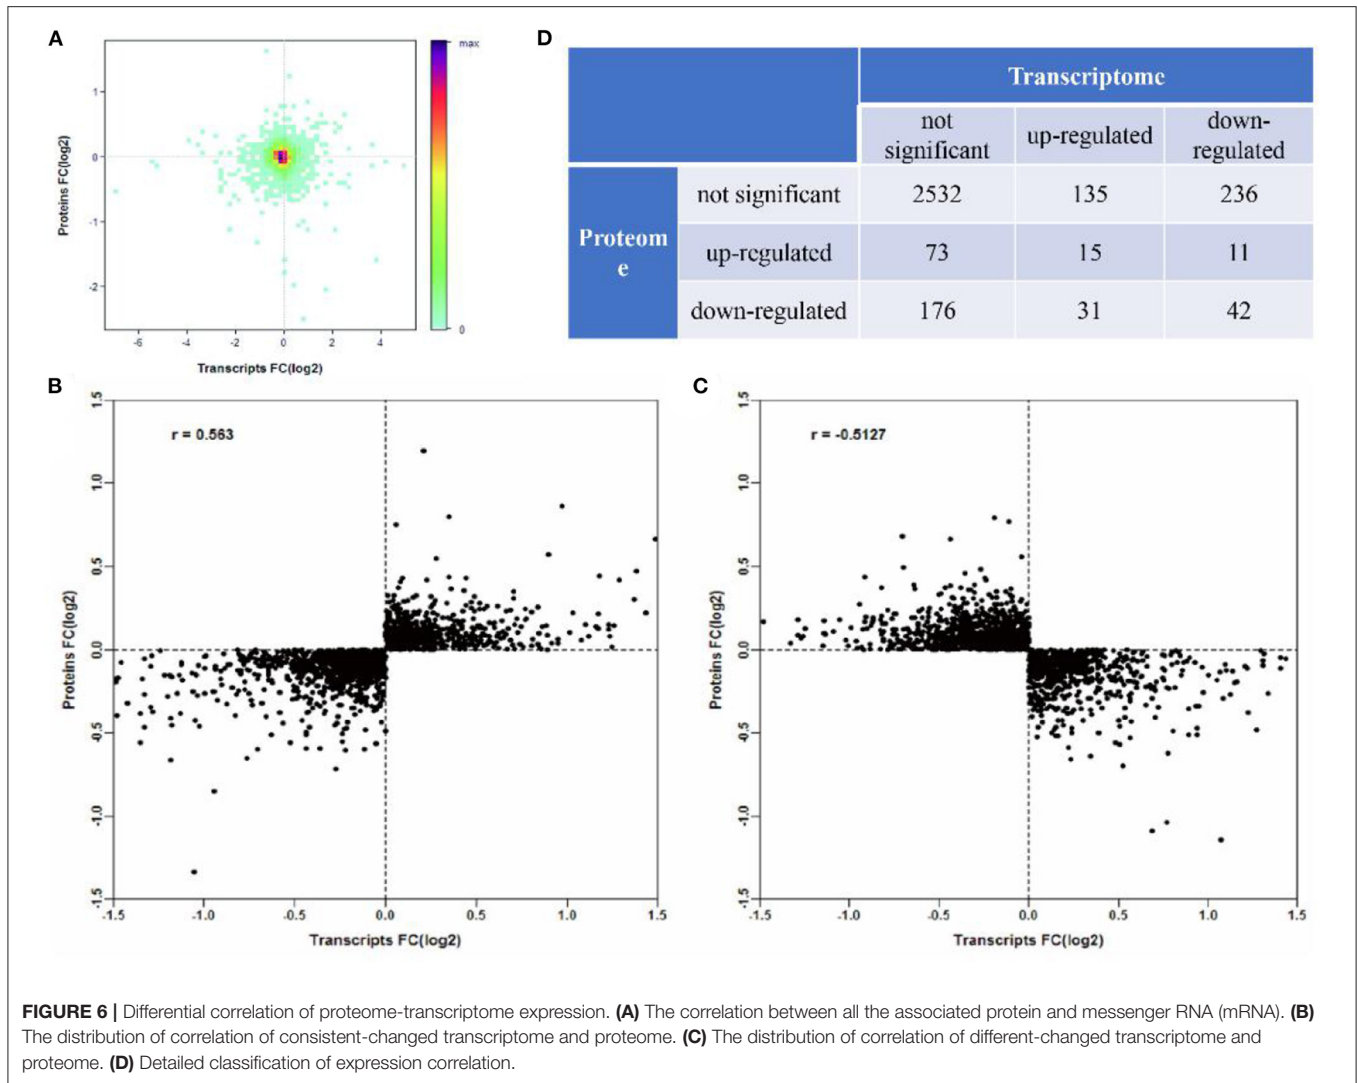 A
max
1
0
-1
-2
0
-6
-4
-2
0
2
4
Proteins FC(log2)
Transcripts FC(log2)
D
Transcriptome
not significant
up-regulated
down-regulated
Proteome
not significant
2532
135
236
up-regulated
73
15
11
down-regulated
176
31
42
B
r = 0.563
1.5
1.0
0.5
0.0
-0.5
-1.0
-1.5
Proteins FC(log2)
-1.5
-1.0
-0.5
0.0
0.5
1.0
1.5
Transcripts FC(log2)
C
r = -0.5127
1.5
1.0
0.5
0.0
-0.5
-1.0
-1.5
Proteins FC(log2)
-1.5
-1.0
-0.5
0.0
0.5
1.0
1.5
Transcripts FC(log2)
FIGURE 6 | Differential correlation of proteome-transcriptome expression. (A) The correlation between all the associated protein and messenger RNA (mRNA). (B)
The distribution of correlation of consistent-changed transcriptome and proteome. (C) The distribution of correlation of different-changed transcriptome and
proteome. (D) Detailed classification of expression correlation.